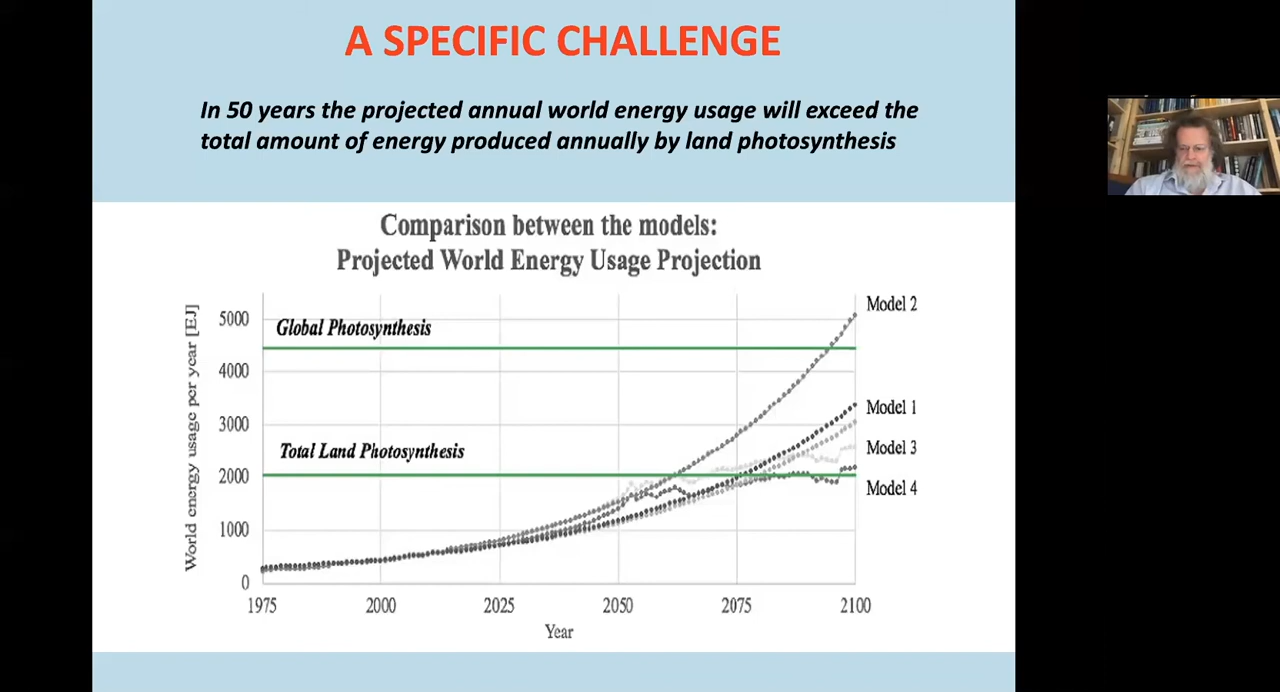 A SPECIFIC CHALLENGE
In 50 years the projected annual world energy usage will exceed the
total amount of energy produced annually by land photosynthesis
Comparison between the models:
Projected World Energy Usage Projection
World energy usage per year [EJ]
5000
4000
3000
2000
1000
0
Global Photosynthesis
Total Land Photosynthesis
Model 2
Model 1
Model 3
Model 4
1975 2000 2025 2050 2075 2100
Year